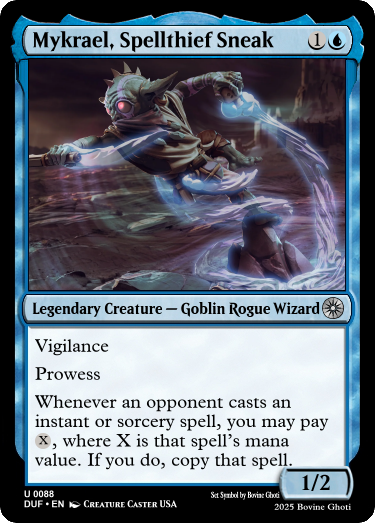 Mykrael, Spellthief Sneak 1
Legendary Creature — Goblin Rogue Wizard
Vigilance
Prowess
Whenever an opponent casts an
instant or sorcery spell, you may pay
X, where X is that spell's mana
value. If you do, copy that spell.
1/2
U 0088
DUF • EN Creature Caster USA
Set Symbol by Bovine Ghoti
2025 Bovine Ghoti